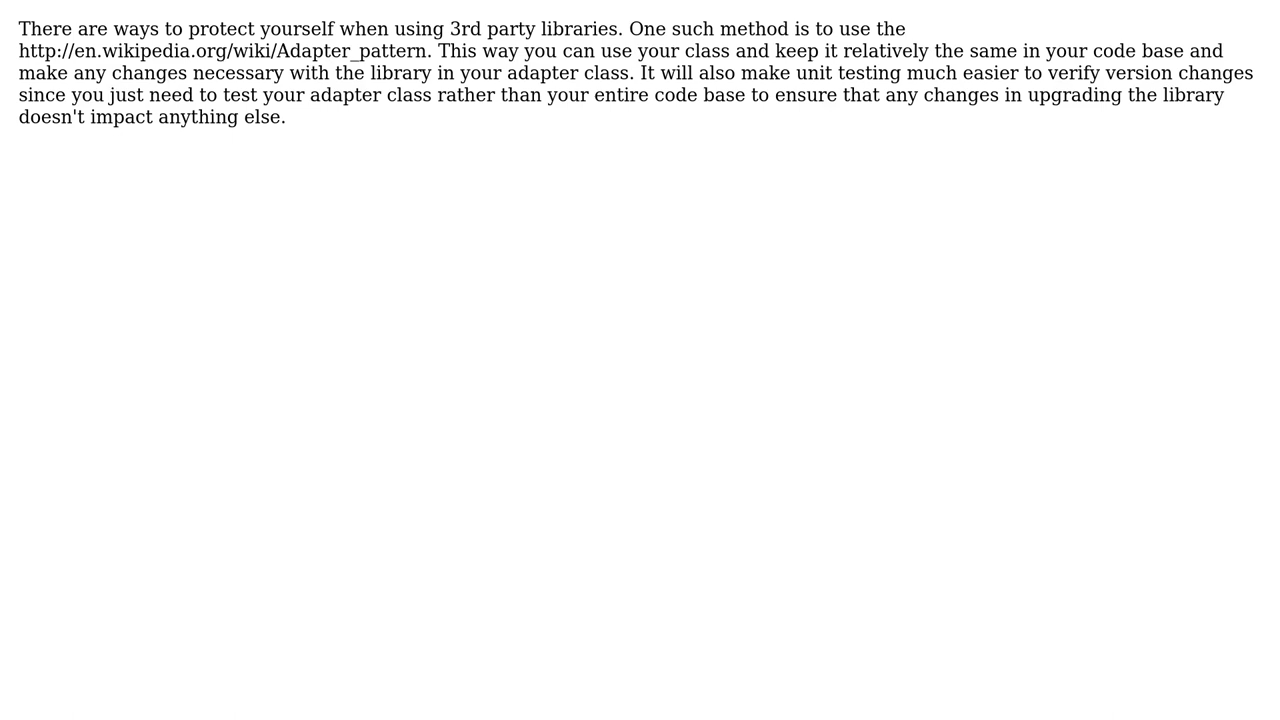 There are ways to protect yourself when using 3rd party libraries. One such method is to use the
http://en.wikipedia.org/wiki/Adapter_pattern. This way you can use your class and keep it relatively the same in your code base and
make any changes necessary with the library in your adapter class. It will also make unit testing much easier to verify version changes
since you just need to test your adapter class rather than your entire code base to ensure that any changes in upgrading the library
doesn't impact anything else.